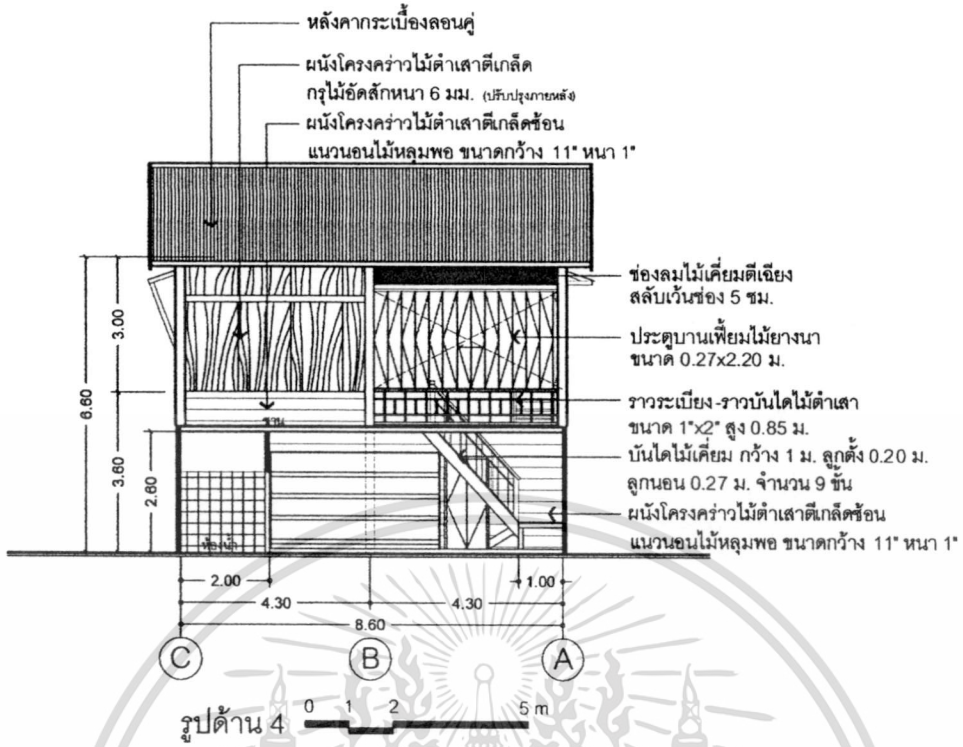 หลังคากระเบื้องลอนคู่
ผนังโครงคร่าวไม้ตำเสาตีเกล็ด
กรุไม้อัดสักหนา 6 มม. (ปรับปรุงภายหลัง)
ผนังโครงคร่าวไม้ตำเสาตีเกล็ดซ้อน
แนวนอนไม้หลุมพอ ขนาดกว้าง 11" หนา 1"
ช่องลมไม้เคี่ยมตีเฉียง
สลับเว้นช่อง 5 ซม.
ประตูบานเฟี้ยมไม้ยางนา
ขนาด 0.27x2.20 ม.
ราวระเบียง-ราวบันไดไม้ตำเสา
ขนาด 1"x2" สูง 0.85 ม.
บันไดไม้เคี่ยม กว้าง 1 ม. ลูกตั้ง 0.20 ม.
ลูกนอน 0.27 ม. จำนวน 9 ขั้น
ผนังโครงคร่าวไม้ตำเสาตีเกล็ดซ้อน
แนวนอนไม้หลุมพอ ขนาดกว้าง 11" หนา 1"
3.00
6.60
3.60
2.60
ชาน
ห้องน้ำ
2.00
1.00
4.30
4.30
8.60
C
B
A
รูปด้าน 4
0 1 2 5 m